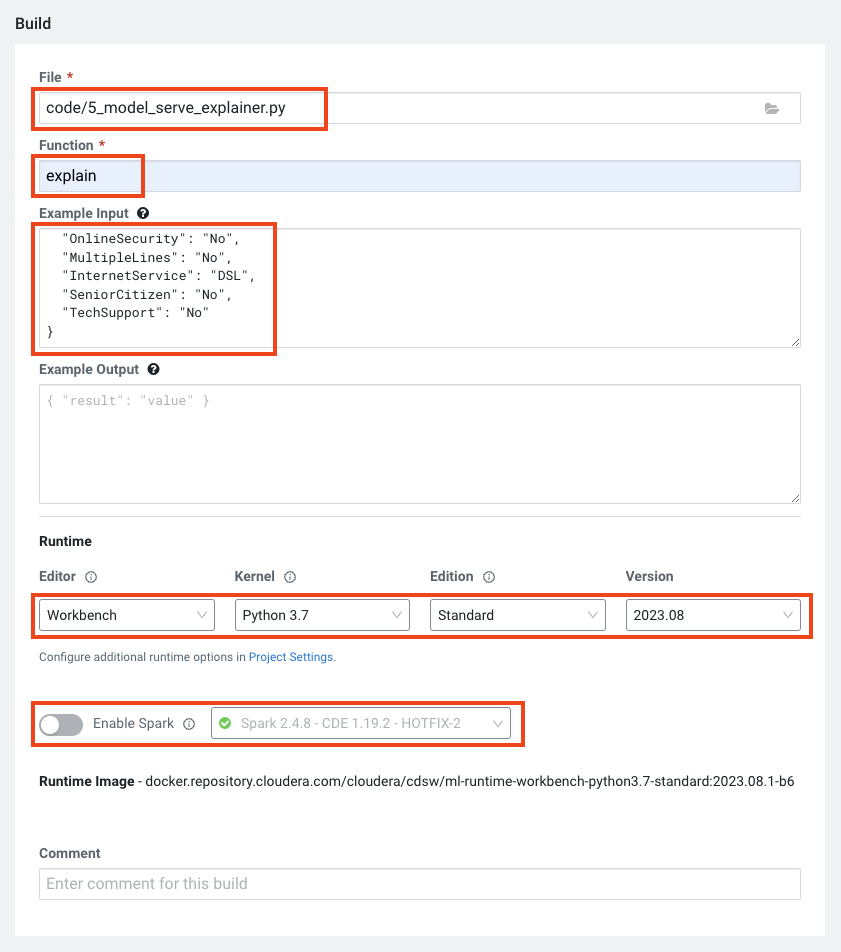 Build
File *
code/5_model_serve_explainer.py
Function *
explain
Example Input ?
"OnlineSecurity": "No",
"MultipleLines": "No",
"InternetService": "DSL",
"SeniorCitizen": "No",
"TechSupport": "No"
}
Example Output ?
{ "result": "value" }
Runtime
Editor Kernel Edition Version
Workbench Python 3.7 Standard 2023.08
Configure additional runtime options in Project Settings.
Enable Spark Spark 2.4.8 - CDE 1.19.2 - HOTFIX-2
Runtime Image - docker.repository.cloudera.com/cloudera/cdsw/ml-runtime-workbench-python3.7-standard:2023.08.1-b6
Comment
Enter comment for this build